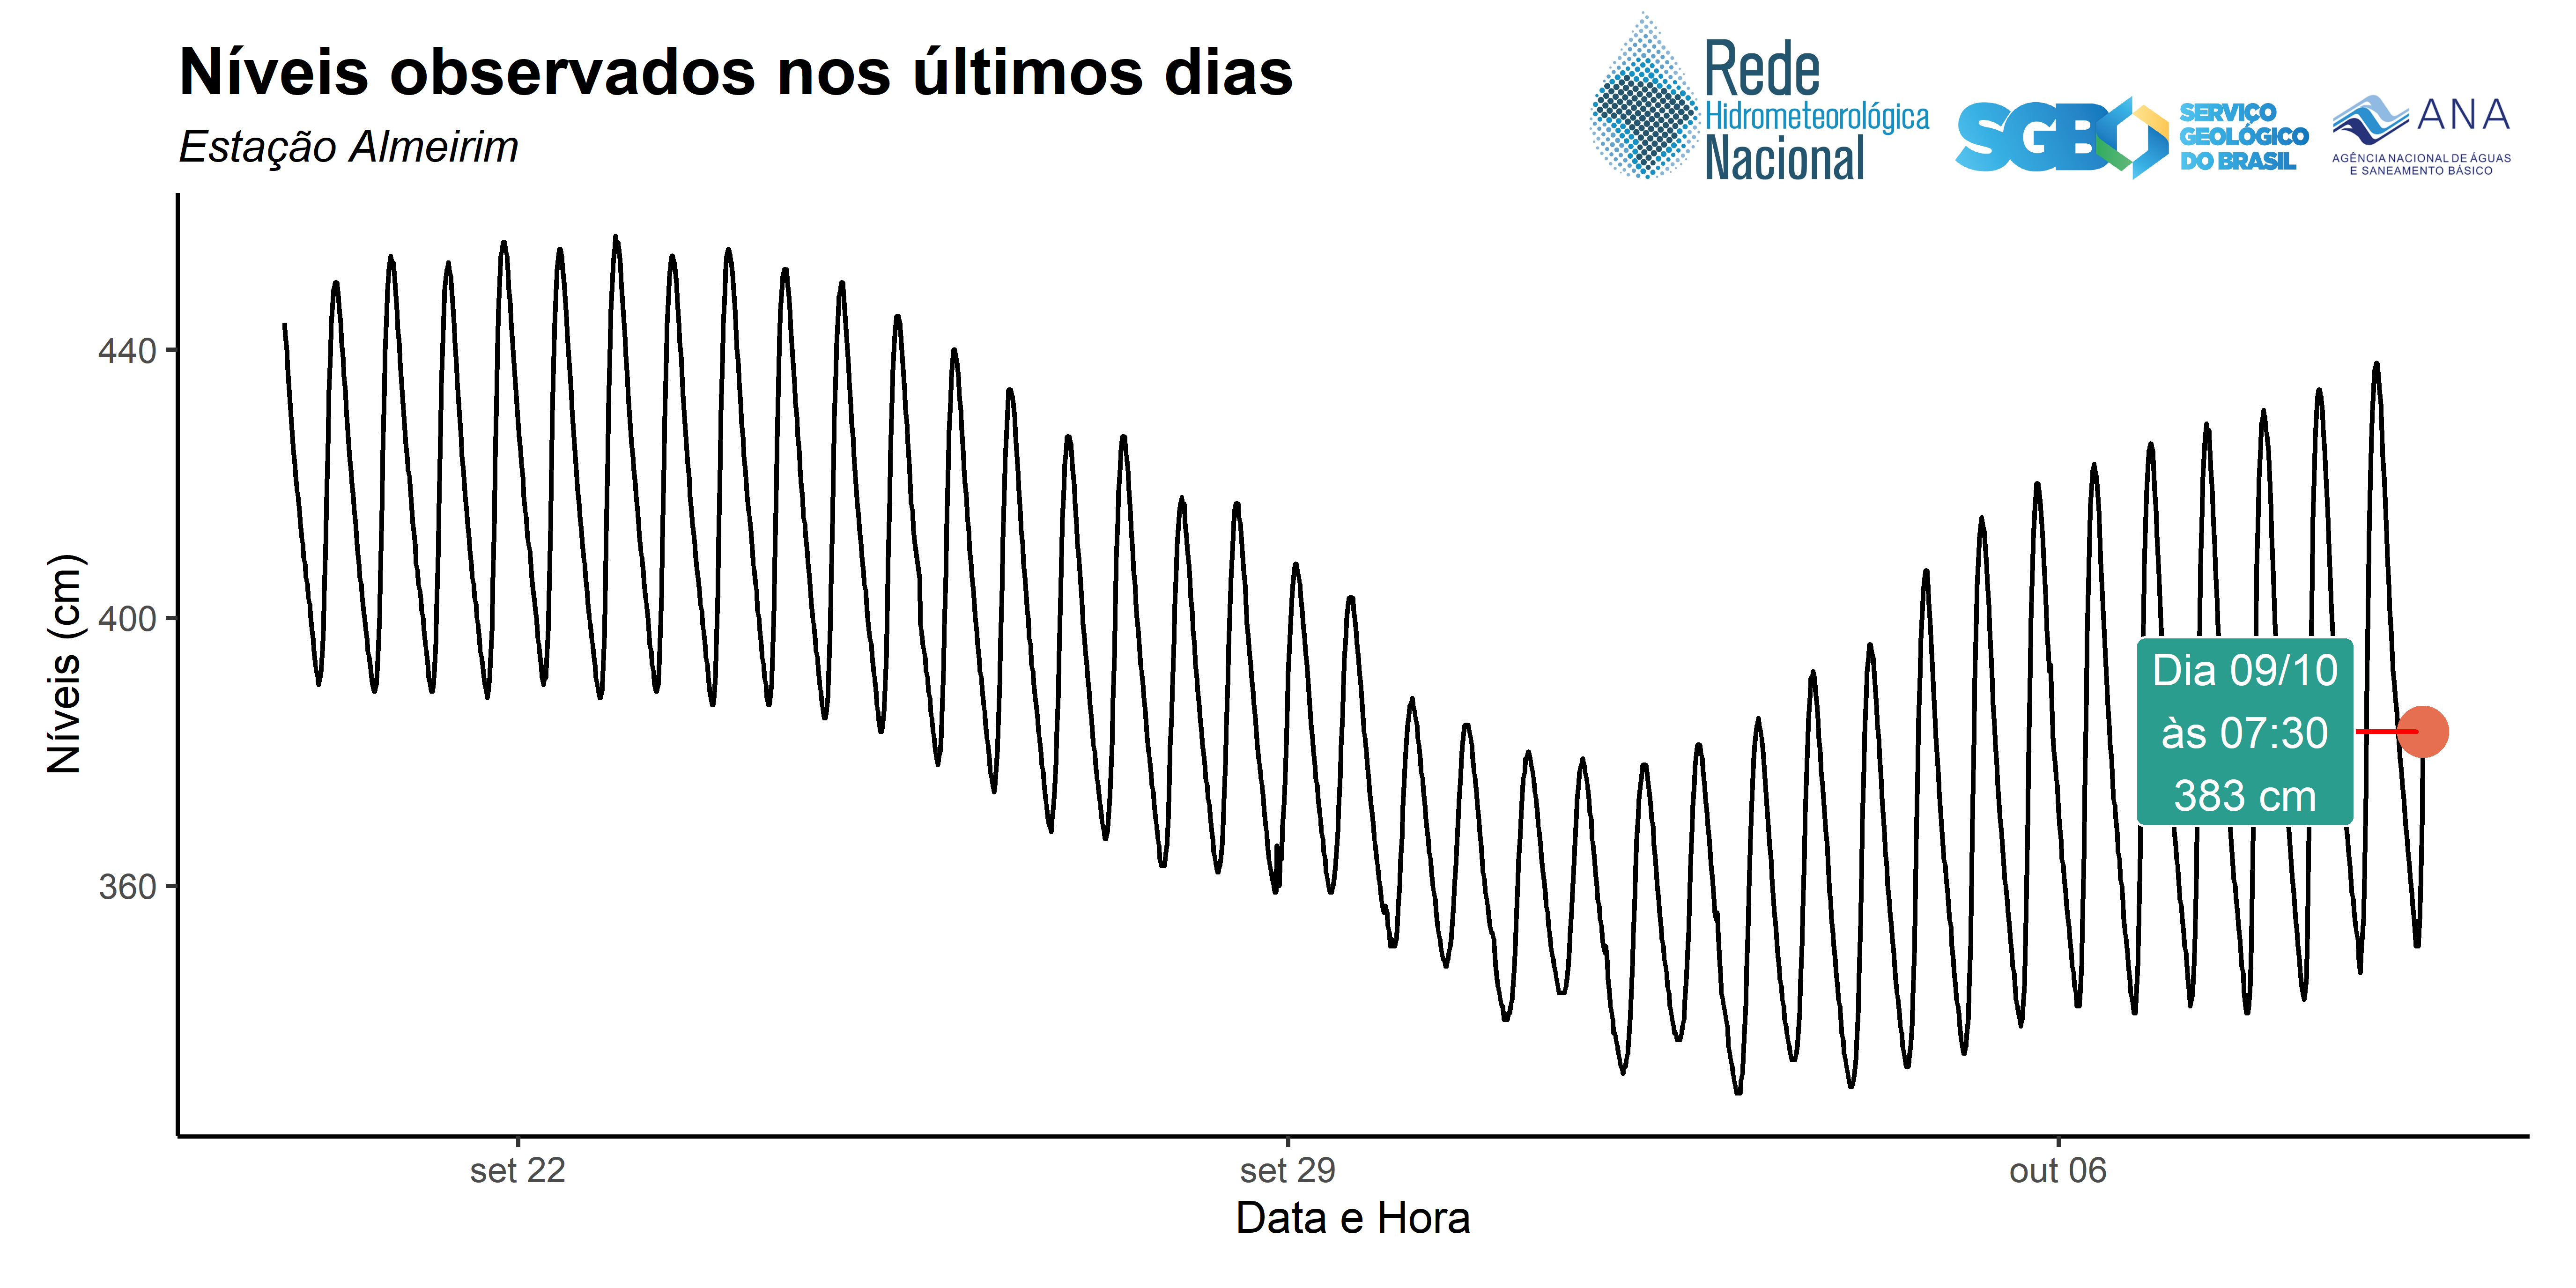 Níveis observados nos últimos dias
Estação Almeirim
Rede
Hidrometeorológica
Nacional
SGB
SERVIÇO
GEOLÓGICO
DO BRASIL
ANA
AGÊNCIA NACIONAL DE ÁGUAS
E SANEAMENTO BÁSICO
Níveis (cm)
440
400
360
Dia 09/10
às 07:30
383 cm
set 22
set 29
out 06
Data e Hora